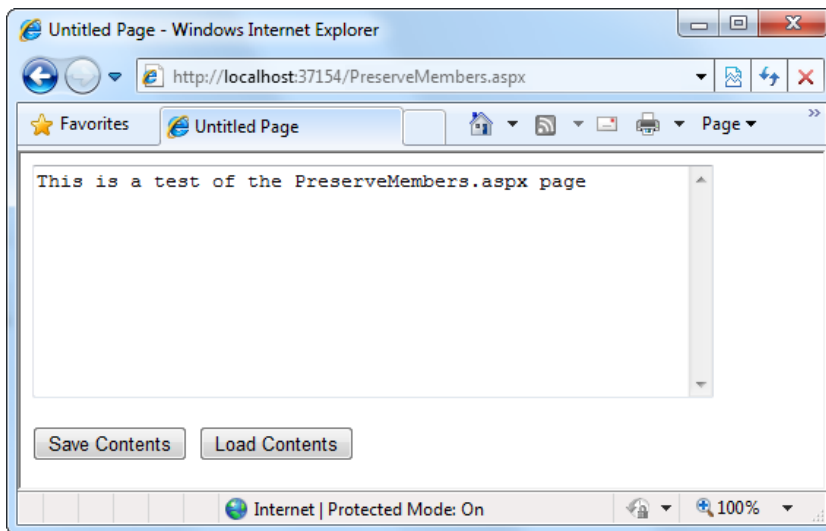 Untitled Page - Windows Internet Explorer
http://localhost:37154/PreserveMembers.aspx
Favorites Untitled Page Page
This is a test of the PreserveMembers.aspx page
Save Contents Load Contents
Internet | Protected Mode: On 100%